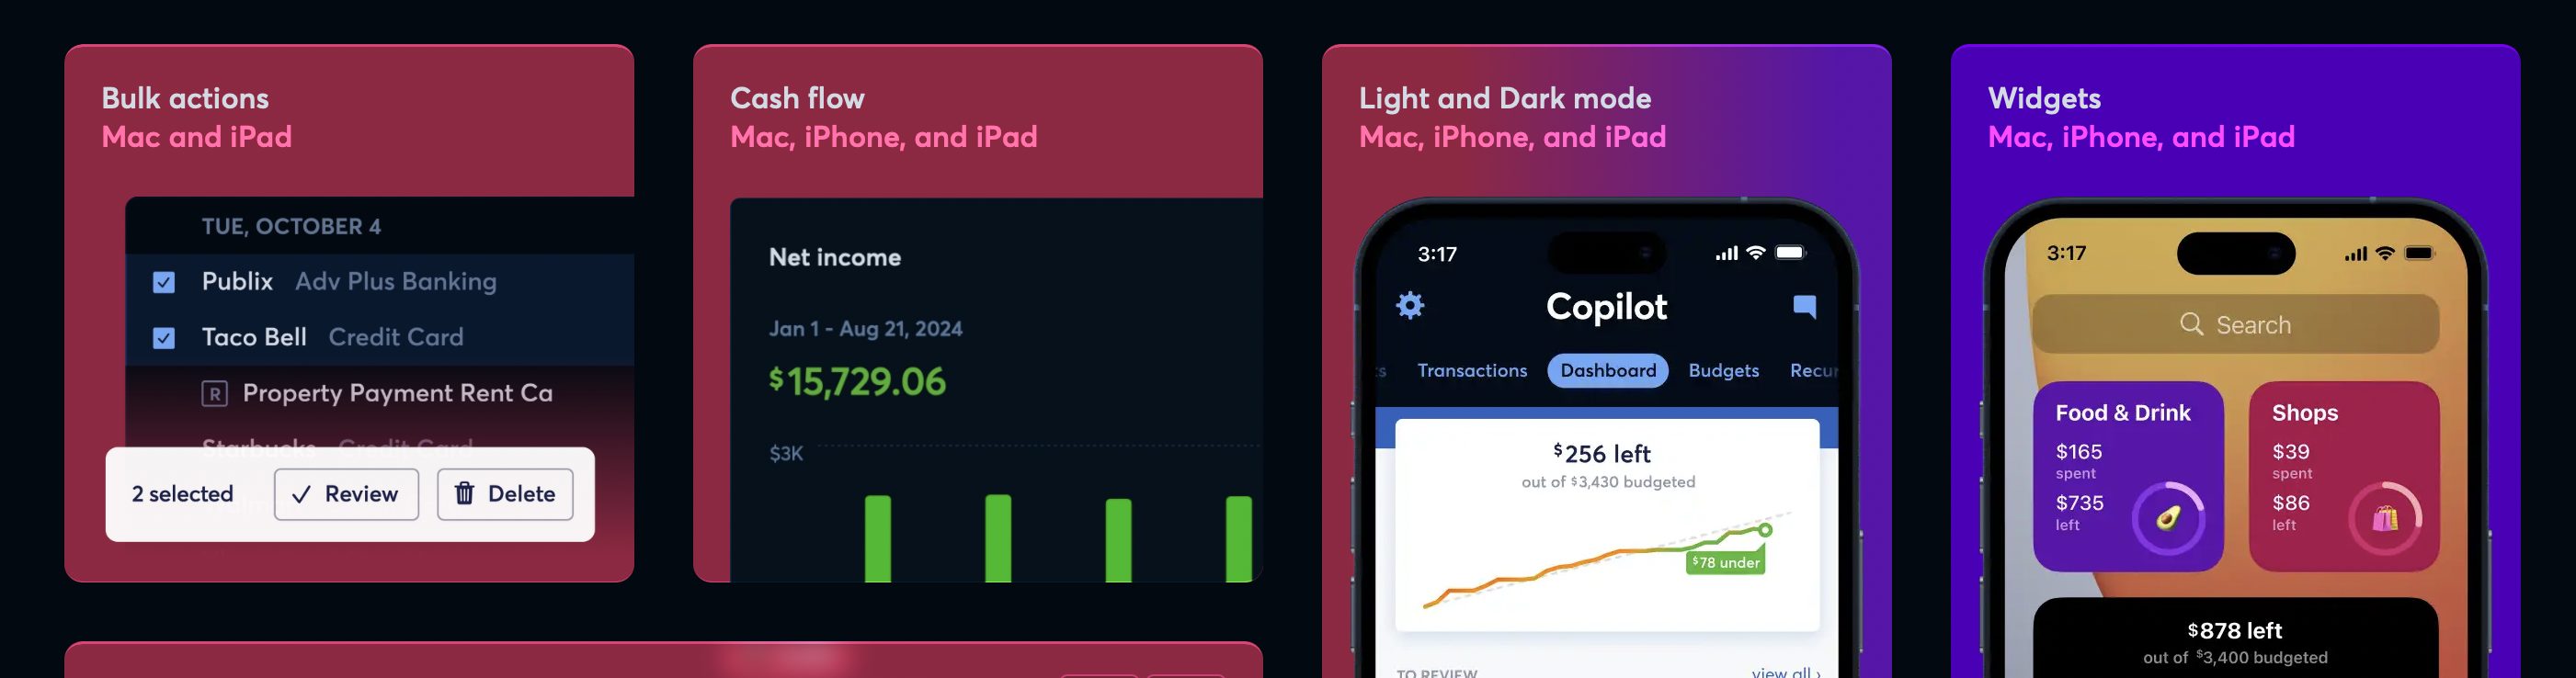 Bulk actions
Mac and iPad
TUE, OCTOBER 4
Publix Adv Plus Banking
Taco Bell Credit Card
R Property Payment Rent Ca
Starbucks Credit Card
2 selected Review Delete
Cash flow
Mac, iPhone, and iPad
Net income
Jan 1 - Aug 21, 2024
$15,729.06
$3K
Light and Dark mode
Mac, iPhone, and iPad
3:17
Copilot
Transactions Dashboard Budgets Recur
$256 left
out of $3,430 budgeted
$78 under
TO REVIEW view all ›
Widgets
Mac, iPhone, and iPad
3:17
Search
Food & Drink
$165
spent
$735
left
Shops
$39
spent
$86
left
$878 left
out of $3,400 budgeted